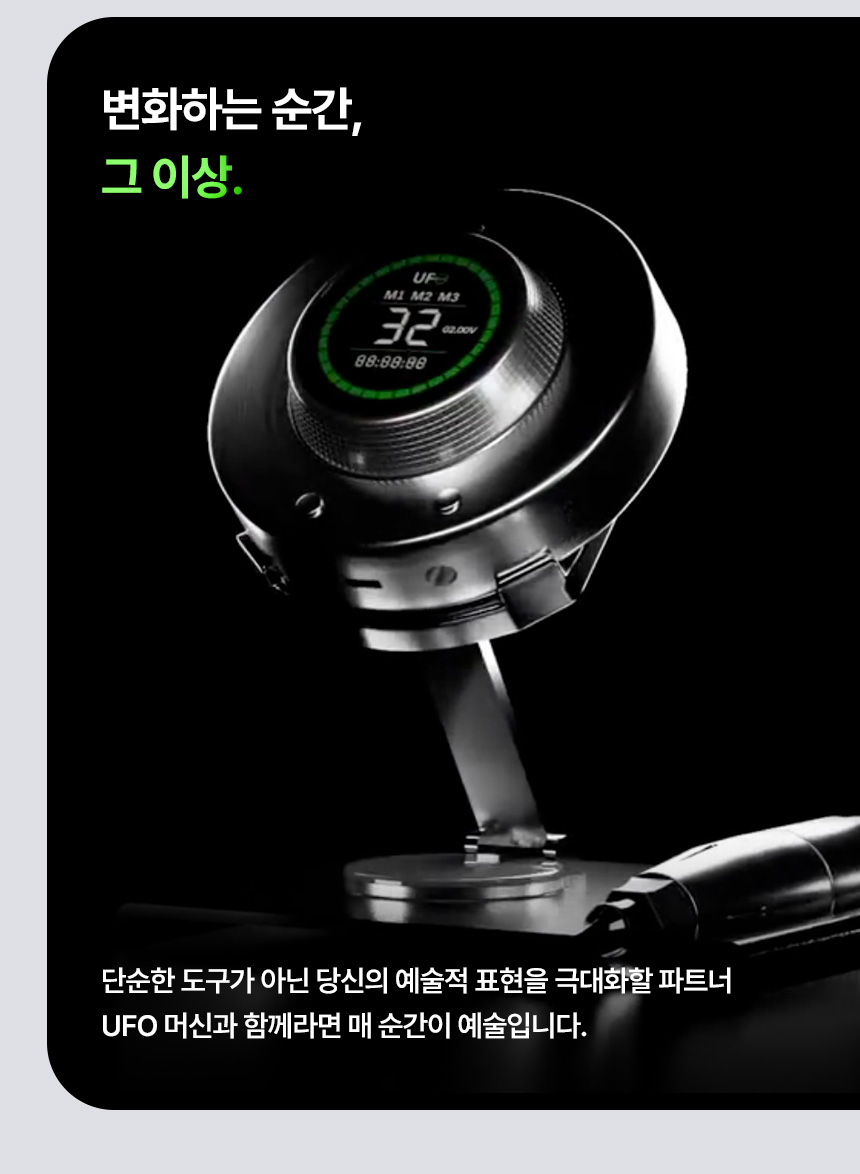 변화하는 순간,
그 이상.
UFO
M1 M2 M3
32 02.00V
88:88:88
단순한 도구가 아닌 당신의 예술적 표현을 극대화할 파트너
UFO 머신과 함께라면 매 순간이 예술입니다.